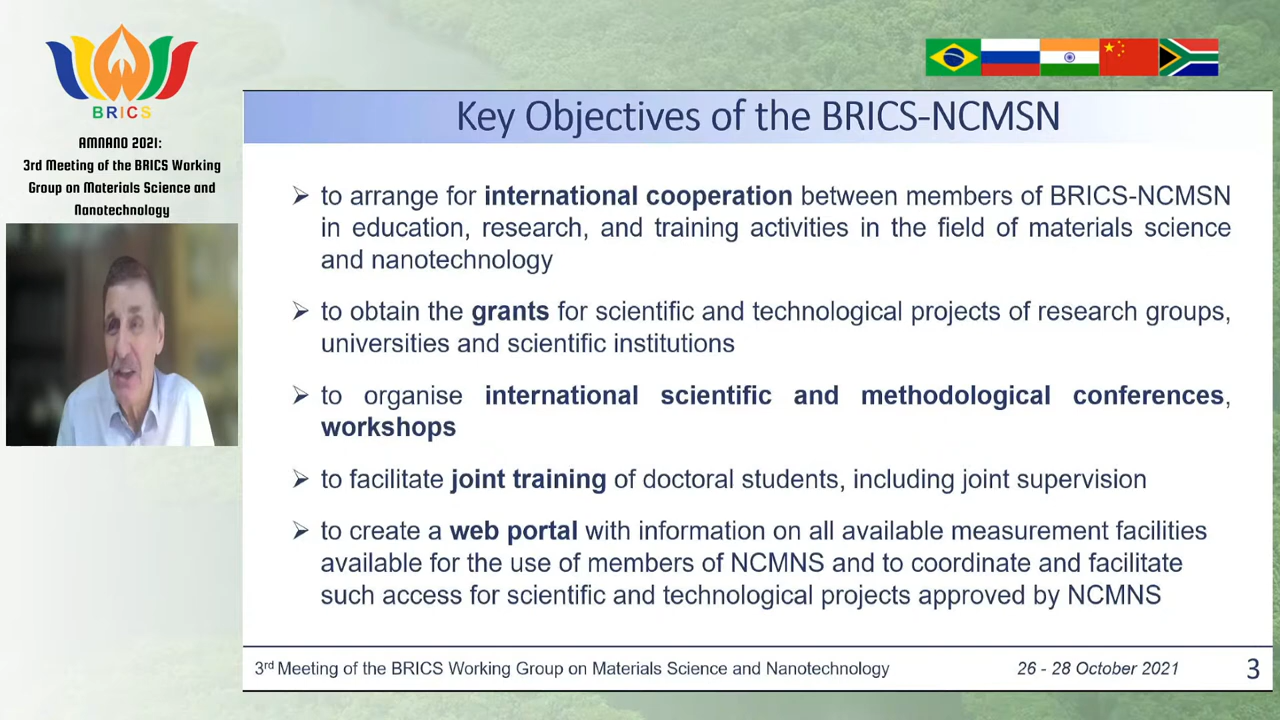 BRICS
AMNANO 2021:
3rd Meeting of the BRICS Working
Group on Materials Science and
Nanotechnology
Key Objectives of the BRICS-NCMSN
➢ to arrange for international cooperation between members of BRICS-NCMSN
in education, research, and training activities in the field of materials science
and nanotechnology
➢ to obtain the grants for scientific and technological projects of research groups,
universities and scientific institutions
➢ to organise international scientific and methodological conferences,
workshops
➢ to facilitate joint training of doctoral students, including joint supervision
➢ to create a web portal with information on all available measurement facilities
available for the use of members of NCMNS and to coordinate and facilitate
such access for scientific and technological projects approved by NCMNS
3rd Meeting of the BRICS Working Group on Materials Science and Nanotechnology
26 - 28 October 2021
3